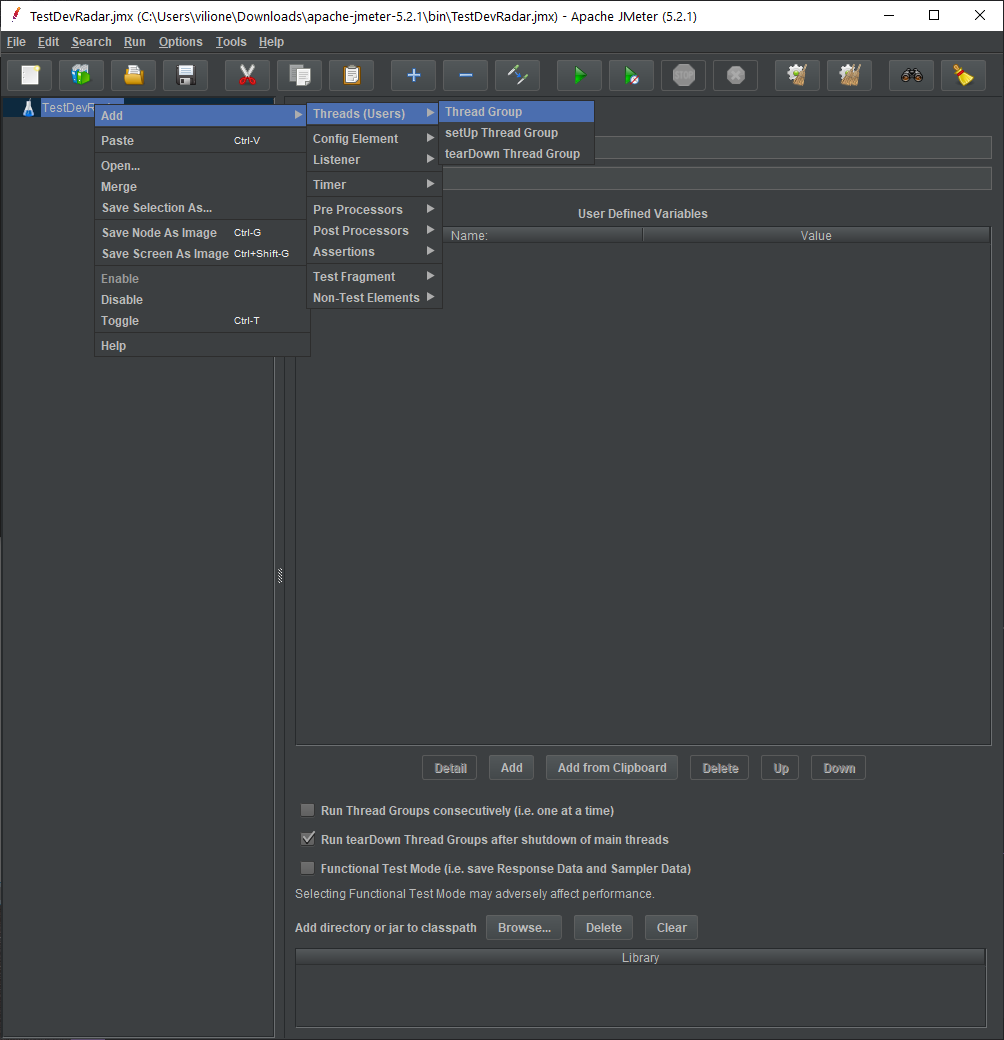 TestDevRadar.jmx (C:\Users\vilione\Downloads\apache-jmeter-5.2.1\bin\TestDevRadar.jmx) - Apache JMeter (5.2.1)
File Edit Search Run Options Tools Help
STOP
TestDevR
Add
Paste Ctrl-V
Open...
Merge
Save Selection As...
Save Node As Image Ctrl-G
Save Screen As Image Ctrl+Shift-G
Enable
Disable
Toggle Ctrl-T
Help
Threads (Users)
Config Element
Listener
Timer
Pre Processors
Post Processors
Assertions
Test Fragment
Non-Test Elements
Thread Group
setUp Thread Group
tearDown Thread Group
User Defined Variables
Name: Value
Detail Add Add from Clipboard Delete Up Down
Run Thread Groups consecutively (i.e. one at a time)
Run tearDown Thread Groups after shutdown of main threads
Functional Test Mode (i.e. save Response Data and Sampler Data)
Selecting Functional Test Mode may adversely affect performance.
Add directory or jar to classpath Browse... Delete Clear
Library